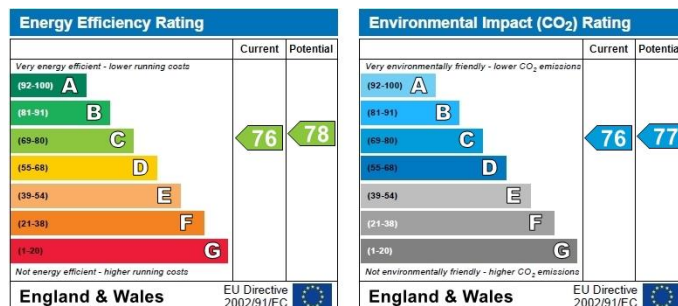 Energy Efficiency Rating
Current Potential
Very energy efficient - lower running costs
(92-100) A
(81-91) B
(69-80) C
76 78
(55-68) D
(39-54) E
(21-38) F
(1-20) G
Not energy efficient - higher running costs
England & Wales
EU Directive
2002/91/EC
Environmental Impact (CO₂) Rating
Current Potential
Very environmentally friendly - lower CO₂ emissions
(92-100) A
(81-91) B
(69-80) C
76 77
(55-68) D
(39-54) E
(21-38) F
(1-20) G
Not environmentally friendly - higher CO₂ emissions
England & Wales
EU Directive
2002/91/EC